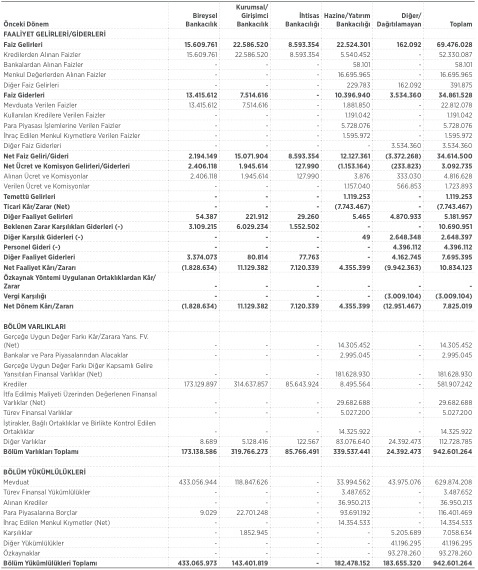 Önceki Dönem Bireysel Bankacılık Kurumsal/ Girişimci Bankacılık İhtisas Bankacılığı Hazine/Yatırım Bankacılığı Diğer/ Dağıtılamayan Toplam
FAALİYET GELİRLERİ/GİDERLERİ
Faiz Gelirleri 15.609.761 22.586.520 8.593.354 22.524.301 162.092 69.476.028
Kredilerden Alınan Faizler 15.609.761 22.586.520 8.593.354 5.540.452 - 52.330.087
Bankalardan Alınan Faizler - - - 58.101 - 58.101
Menkul Değerlerden Alınan Faizler - - - 16.695.965 - 16.695.965
Diğer Faiz Gelirleri - - - 229.783 162.092 391.875
Faiz Giderleri 13.415.612 7.514.616 - 10.396.940 3.534.360 34.861.528
Mevduata Verilen Faizler 13.415.612 7.514.616 - 1.881.850 - 22.812.078
Kullanılan Kredilere Verilen Faizler - - - 1.191.042 - 1.191.042
Para Piyasası İşlemlerine Verilen Faizler - - - 5.728.076 - 5.728.076
İhraç Edilen Menkul Kıymetlere Verilen Faizler - - - 1.595.972 - 1.595.972
Diğer Faiz Giderleri - - - - 3.534.360 3.534.360
Net Faiz Geliri/Gideri 2.194.149 15.071.904 8.593.354 12.127.361 (3.372.268) 34.614.500
Net Ücret ve Komisyon Gelirleri/Giderleri 2.406.118 1.945.614 127.990 (1.153.164) (233.823) 3.092.735
Alınan Ücret ve Komisyonlar 2.406.118 1.945.614 127.990 3.876 333.030 4.816.628
Verilen Ücret ve Komisyonlar - - - 1.157.040 566.853 1.723.893
Temettü Gelirleri - - - 1.119.253 - 1.119.253
Ticari Kâr/Zarar (Net) - - - (7.743.467) - (7.743.467)
Diğer Faaliyet Gelirleri 54.387 221.912 29.260 5.465 4.870.933 5.181.957
Beklenen Zarar Karşılıkları Giderleri (-) 3.109.215 6.029.234 1.552.502 - - 10.690.951
Diğer Karşılık Giderleri (-) - - - 49 2.648.348 2.648.397
Personel Gideri (-) - - - - 4.396.112 4.396.112
Diğer Faaliyet Giderleri 3.374.073 80.814 77.763 - 4.162.745 7.695.395
Net Faaliyet Kârı/Zararı (1.828.634) 11.129.382 7.120.339 4.355.399 (9.942.363) 10.834.123
Özkaynak Yöntemi Uygulanan Ortaklıklardan Kâr/
Zarar - - - - - -
Vergi Karşılığı - - - - (3.009.104) (3.009.104)
Net Dönem Kârı/Zararı (1.828.634) 11.129.382 7.120.339 4.355.399 (12.951.467) 7.825.019
BÖLÜM VARLIKLARI
Gerçeğe Uygun Değer Farkı Kâr/Zarara Yans. FV.
(Net) - - - 14.305.452 - 14.305.452
Bankalar ve Para Piyasalarından Alacaklar - - - 2.995.045 - 2.995.045
Gerçeğe Uygun Değer Farkı Diğer Kapsamlı Gelire
Yansıtılan Finansal Varlıklar (Net) - - - 181.628.930 - 181.628.930
Krediler 173.129.897 314.637.857 85.643.924 8.495.564 - 581.907.242
İtfa Edilmiş Maliyeti Üzerinden Değerlenen Finansal
Varlıklar (Net) - - - 29.682.688 - 29.682.688
Türev Finansal Varlıklar - - - 5.027.200 - 5.027.200
İştirakler, Bağlı Ortaklıklar ve Birlikte Kontrol Edilen
Ortaklıklar - - - 14.325.922 - 14.325.922
Diğer Varlıklar 8.689 5.128.416 122.567 83.076.640 24.392.473 112.728.785
Bölüm Varlıkları Toplamı 173.138.586 319.766.273 85.766.491 339.537.441 24.392.473 942.601.264
BÖLÜM YÜKÜMLÜLÜKLERİ
Mevduat 433.056.944 118.847.626 - 33.994.562 43.975.076 629.874.208
Türev Finansal Yükümlülükler - - - 3.487.652 - 3.487.652
Alınan Krediler - - - 36.950.213 - 36.950.213
Para Piyasalarına Borçlar 9.029 22.701.248 - 93.691.192 - 116.401.469
İhraç Edilen Menkul Kıymetler (Net) - - - 14.354.533 - 14.354.533
Karşılıklar - 1.852.945 - - 5.205.689 7.058.634
Diğer Yükümlülükler - - - - 41.196.295 41.196.295
Özkaynaklar - - - - 93.278.260 93.278.260
Bölüm Yükümlülükleri Toplamı 433.065.973 143.401.819 - 182.478.152 183.655.320 942.601.264